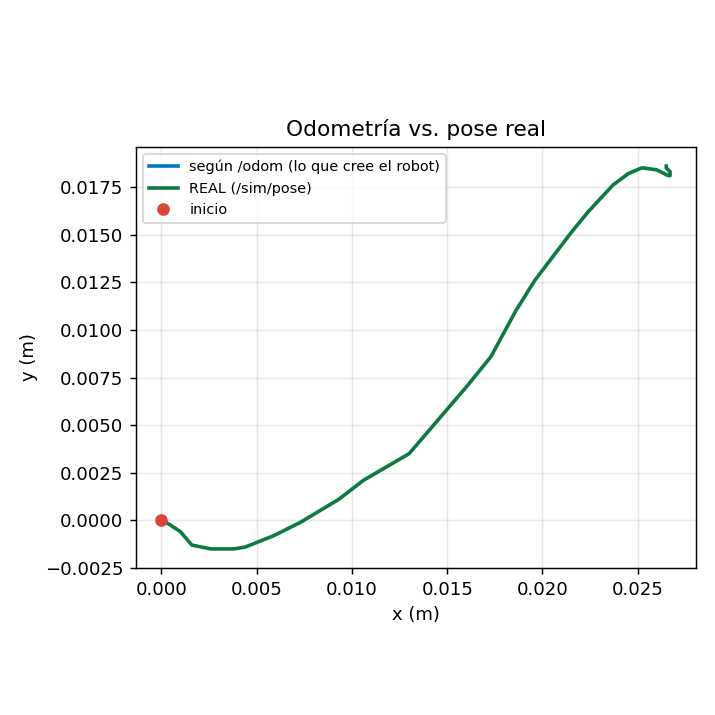 Odometría vs. pose real
según /odom (lo que cree el robot)
REAL (/sim/pose)
inicio
0.0175
0.0150
0.0125
0.0100
0.0075
0.0050
0.0025
0.0000
−0.0025
y (m)
0.000 0.005 0.010 0.015 0.020 0.025
x (m)